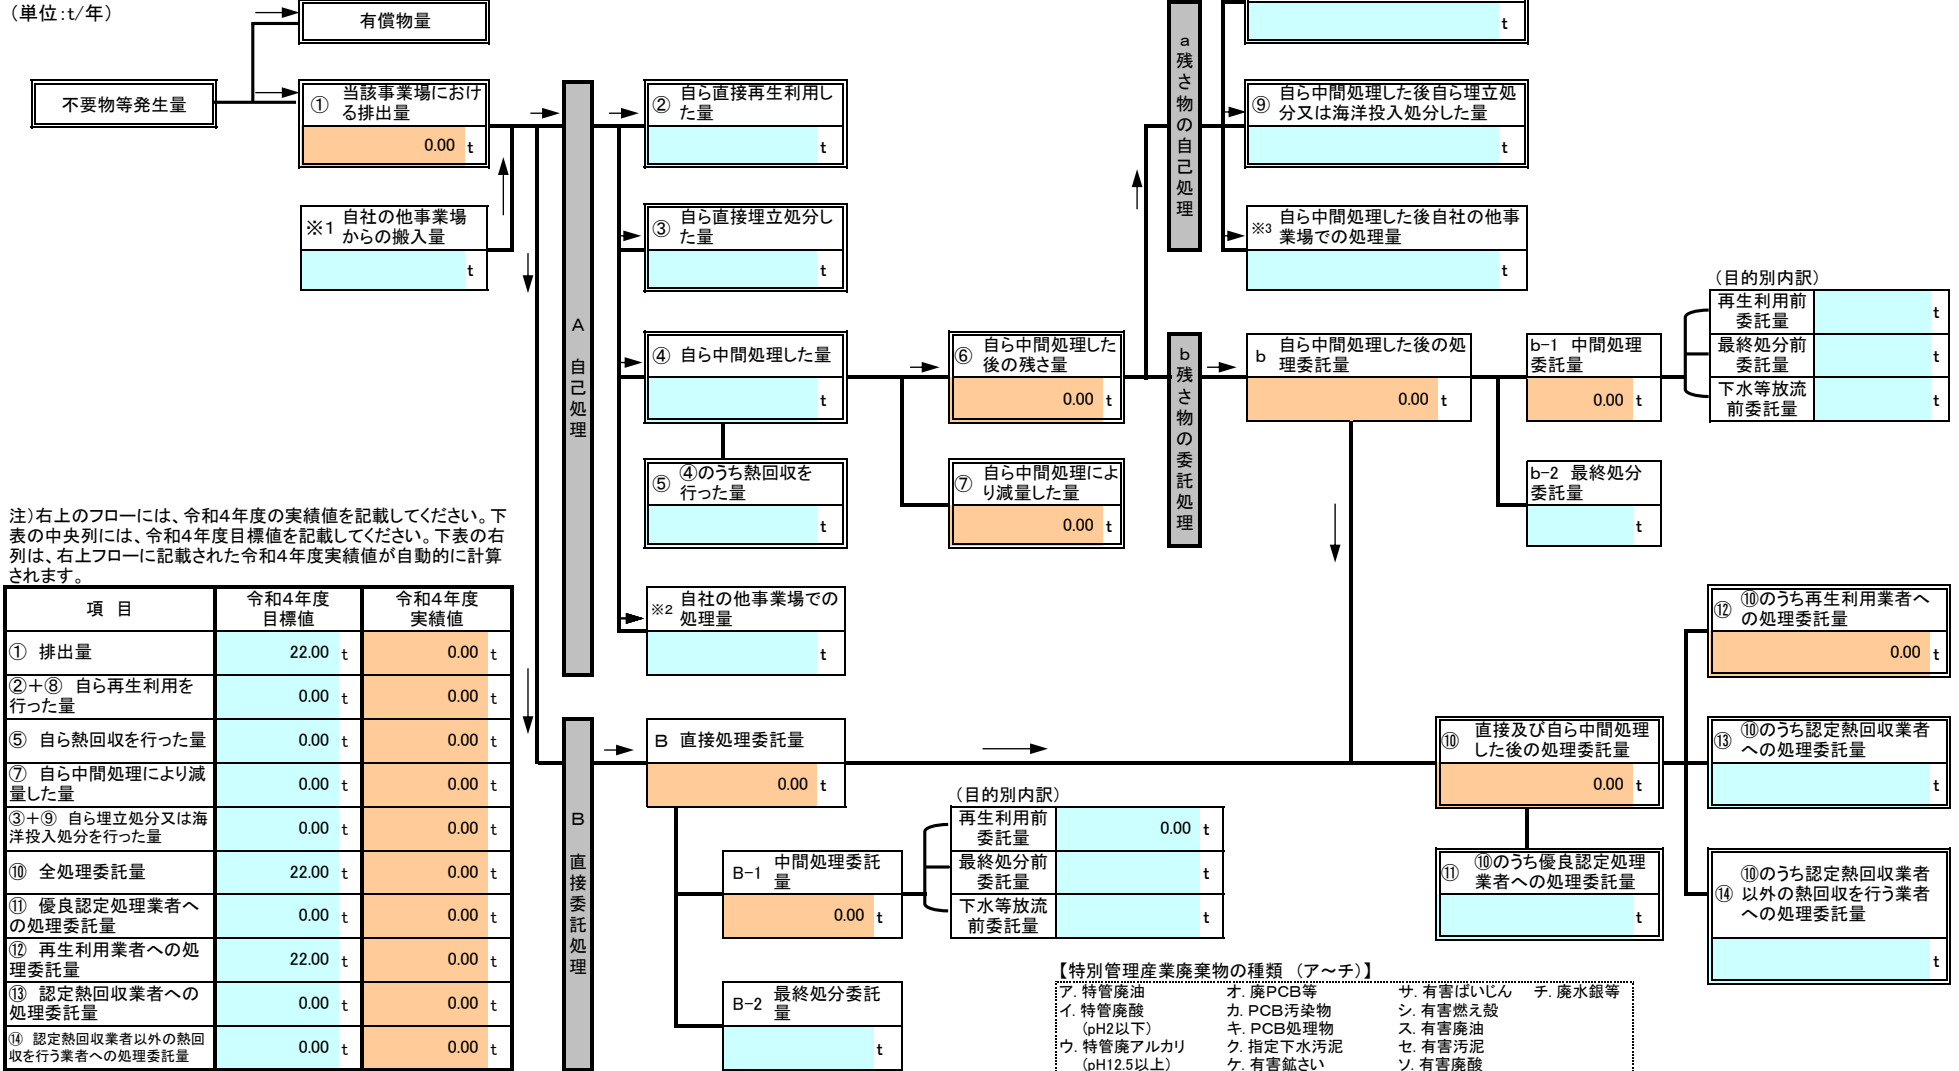 (単位:t/年)
有償物量
不要物等発生量
① 当該事業場におけ
る排出量
0.00 t
※1 自社の他事業場
からの搬入量
t
A 自己処理
② 自ら直接再生利用し
た量
t
③ 自ら直接埋立処分し
た量
t
④ 自ら中間処理した量
t
⑤ ④のうち熱回収を
行った量
t
※2 自社の他事業場での
処理量
t
⑥ 自ら中間処理した
後の残さ量
0.00 t
⑦ 自ら中間処理によ
り減量した量
0.00 t
a 残さ物の自己処理
t
⑨ 自ら中間処理した後自ら埋立処
分又は海洋投入処分した量
t
※3 自ら中間処理した後自社の他事
業場での処理量
t
b 残さ物の委託処理
b 自ら中間処理した後の処
理委託量
0.00 t
b-1 中間処理
委託量
0.00 t
(目的別内訳)
再生利用前
委託量
t
最終処分前
委託量
t
下水等放流
前委託量
t
b-2 最終処分
委託量
t
注)右上のフローには、令和4年度の実績値を記載してください。下
表の中央列には、令和4年度目標値を記載してください。下表の右
列は、右上フローに記載された令和4年度実績値が自動的に計算
されます。
項 目 令和4年度 目標値 令和4年度 実績値
① 排出量 22.00 t 0.00 t
②+⑧ 自ら再生利用を
行った量 0.00 t 0.00 t
⑤ 自ら熱回収を行った量 0.00 t 0.00 t
⑦ 自ら中間処理により減
量した量 0.00 t 0.00 t
③+⑨ 自ら埋立処分又は海
洋投入処分を行った量 0.00 t 0.00 t
⑩ 全処理委託量 22.00 t 0.00 t
⑪ 優良認定処理業者へ
の処理委託量 0.00 t 0.00 t
⑫ 再生利用業者への処
理委託量 22.00 t 0.00 t
⑬ 認定熱回収業者への
処理委託量 0.00 t 0.00 t
⑭ 認定熱回収業者以外の熱回
収を行う業者への処理委託量 0.00 t 0.00 t
B 直接委託処理
B 直接処理委託量
0.00 t
B-1 中間処理委託
量
0.00 t
(目的別内訳)
再生利用前
委託量
0.00 t
最終処分前
委託量
t
下水等放流
前委託量
t
B-2 最終処分委託
量
t
⑩ 直接及び自ら中間処理
した後の処理委託量
0.00 t
⑪ ⑩のうち優良認定処理
業者への処理委託量
t
⑫ ⑩のうち再生利用業者へ
の処理委託量
0.00 t
⑬ ⑩のうち認定熱回収業者
への処理委託量
t
⑭ ⑩のうち認定熱回収業者
以外の熱回収を行う業者
への処理委託量
t
【特別管理産業廃棄物の種類 (ア~チ)】
ア. 特管廃油 オ. 廃PCB等 サ. 有害ばいじん チ. 廃水銀等
イ. 特管廃酸 カ. PCB汚染物 シ. 有害燃え殻
(pH2以下) キ. PCB処理物 ス. 有害廃油
ウ. 特管廃アルカリ ク. 指定下水汚泥 セ. 有害汚泥
(pH12.5以上) ケ. 有害鉱さい ソ. 有害廃酸